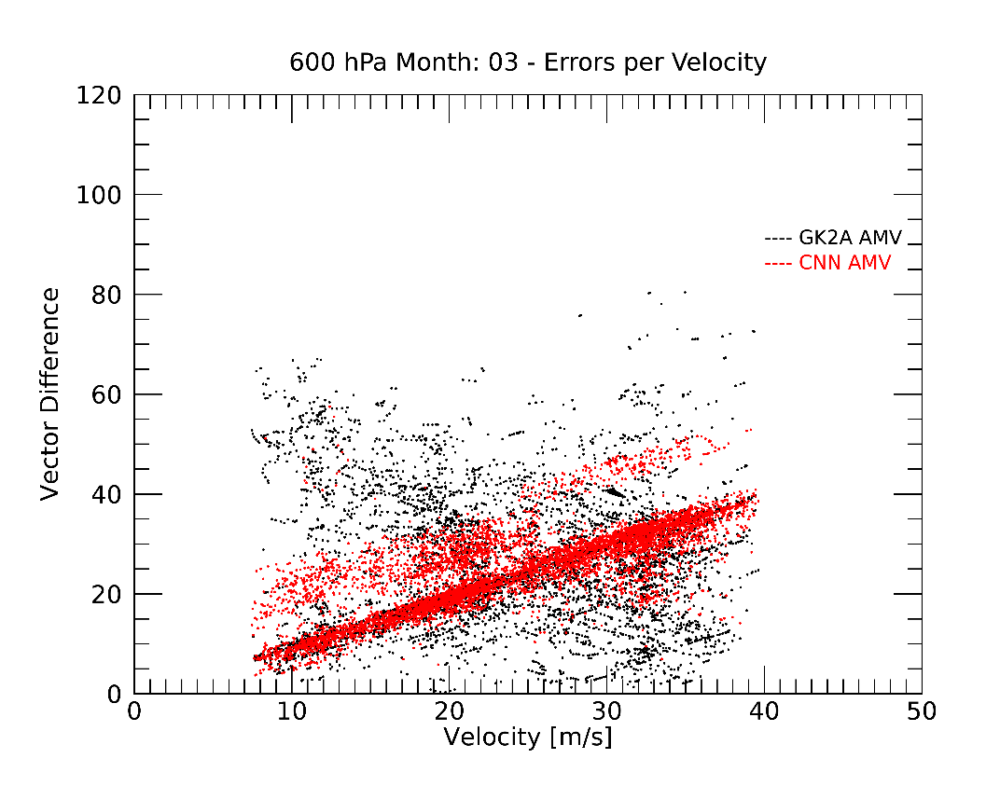 600 hPa Month: 03 - Errors per Velocity
120
100
80
60
40
20
0
Vector Difference
---- GK2A AMV
---- CNN AMV
0 10 20 30 40 50
Velocity [m/s]